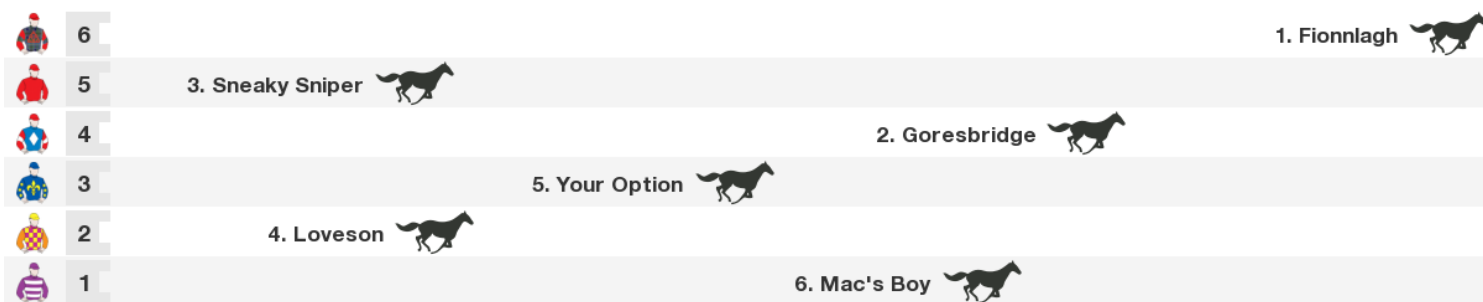 6 1. Fionnlagh
5 3. Sneaky Sniper
4 2. Goresbridge
3 5. Your Option
2 4. Loveson
1 6. Mac's Boy